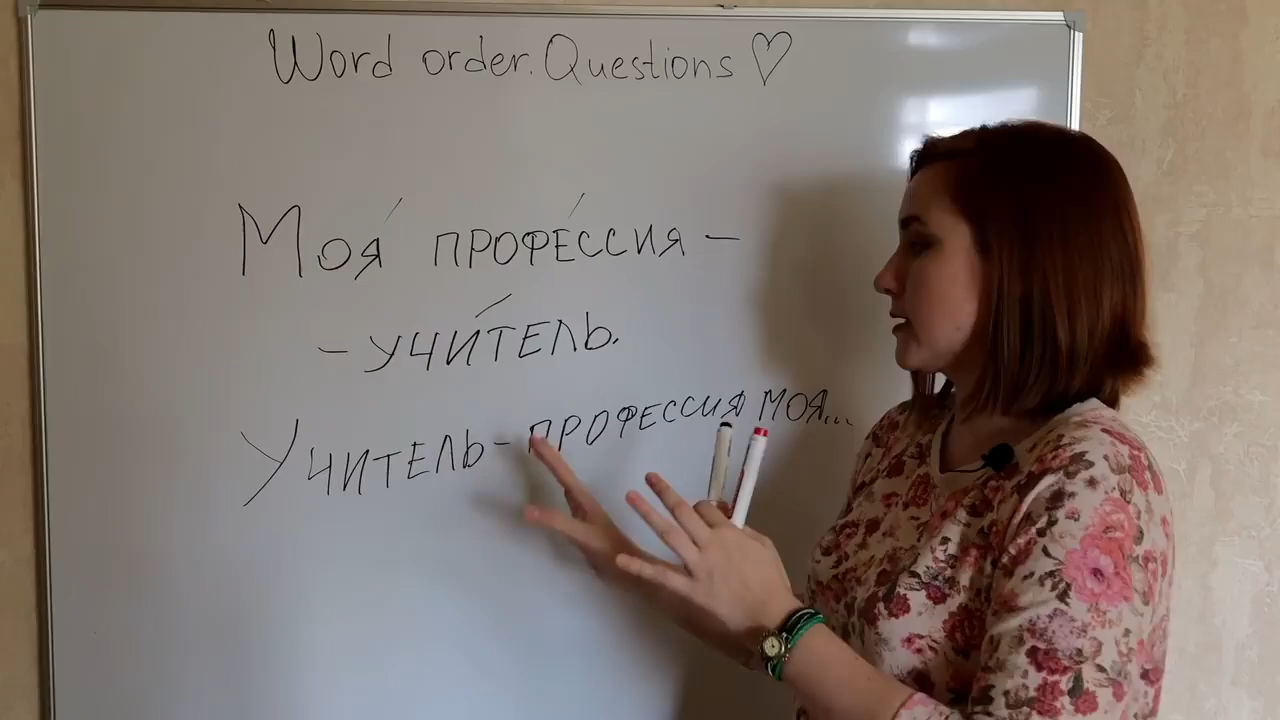 Word order. Questions ♡
Моя́ профе́ссия –
– учи́тель.
Учитель – профессия моя...